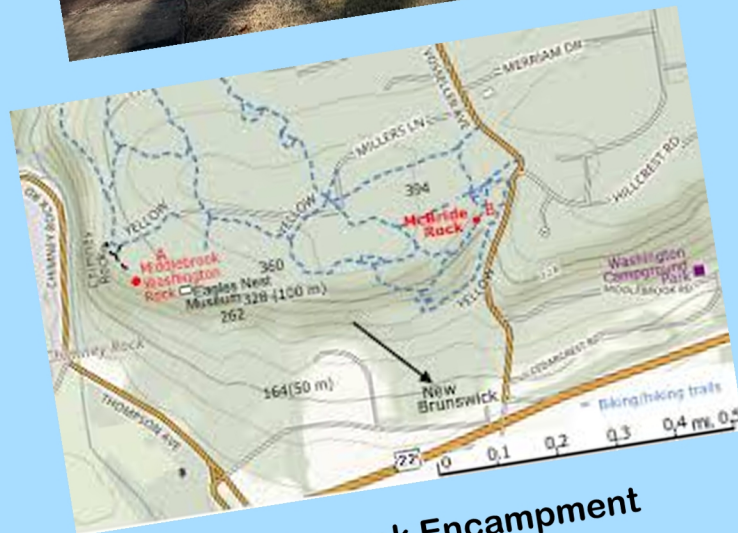 MERRIAM DR
VOSSELLER AVE
MILLERS LN
HILLCREST RD
394
YELLOW
YELLOW
McBride
Rock
B
A
Middlebrook
Washington
Rock
Chimney
Rock
360
Eagles Nest
Museum 328 (100 m)
262
YELLOW
Washington
Campground
Park
MIDDLEBROOK RD
Chimney Rock
164(50 m)
New
Brunswick
CEDARCREST RD
THOMPSON AVE
Biking/hiking trails
22
0 0,1 0,2 0,3 0,4 mi.
Encampment